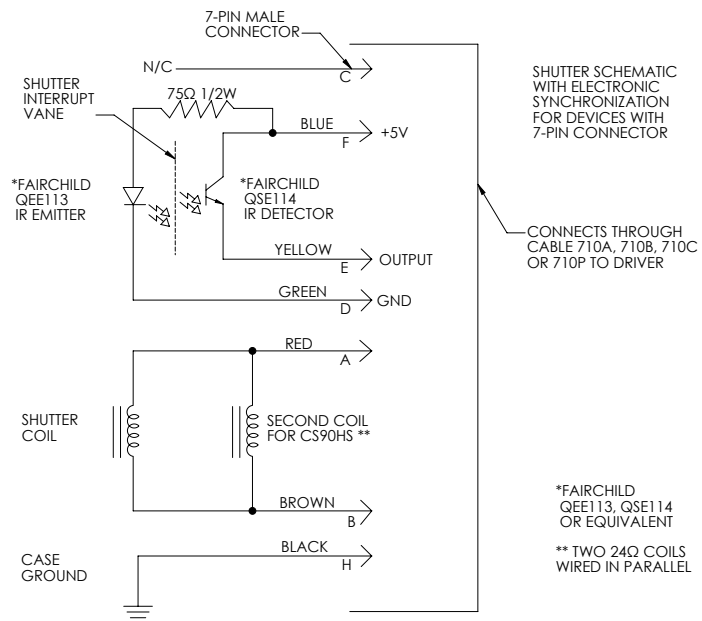 7-PIN MALE
CONNECTOR
N/C
C
SHUTTER
INTERRUPT
VANE
75Ω 1/2W
BLUE
F
+5V
*FAIRCHILD
QEE113
IR EMITTER
*FAIRCHILD
QSE114
IR DETECTOR
YELLOW
E
OUTPUT
GREEN
D
GND
SHUTTER SCHEMATIC
WITH ELECTRONIC
SYNCHRONIZATION
FOR DEVICES WITH
7-PIN CONNECTOR
CONNECTS THROUGH
CABLE 710A, 710B, 710C
OR 710P TO DRIVER
RED
A
SHUTTER
COIL
SECOND COIL
FOR CS90HS **
BROWN
B
BLACK
H
CASE
GROUND
*FAIRCHILD
QEE113, QSE114
OR EQUIVALENT
** TWO 24Ω COILS
WIRED IN PARALLEL